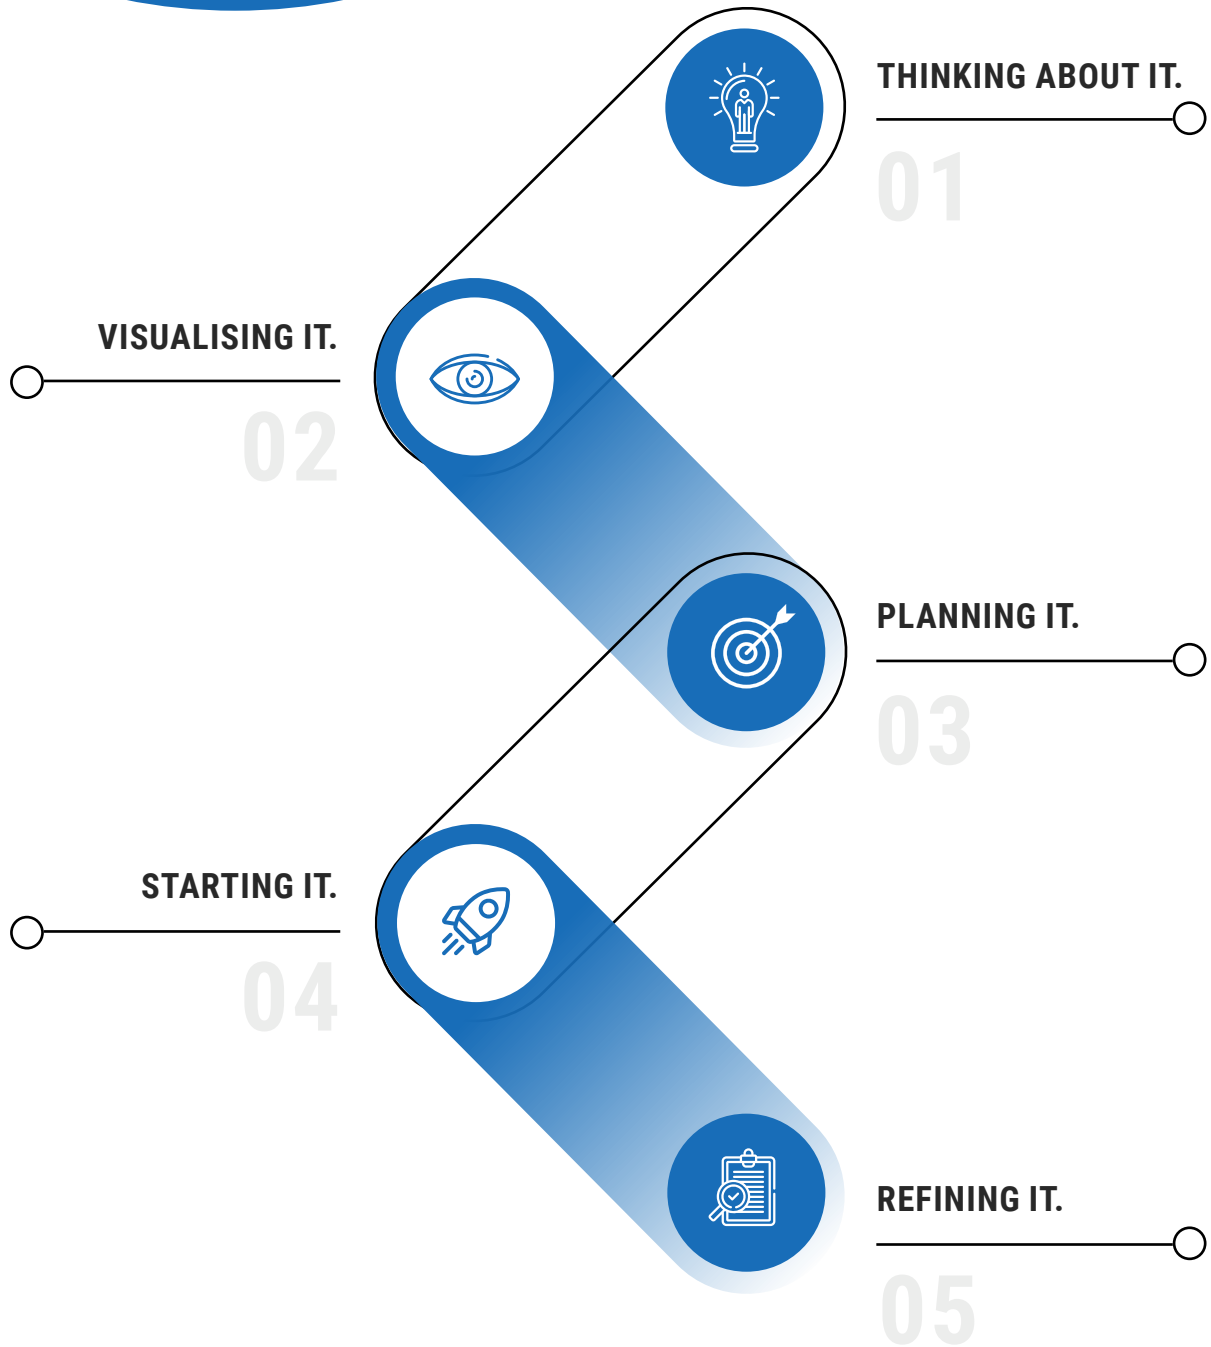 THINKING ABOUT IT.
01
VISUALISING IT.
02
PLANNING IT.
03
STARTING IT.
04
REFINING IT.
05